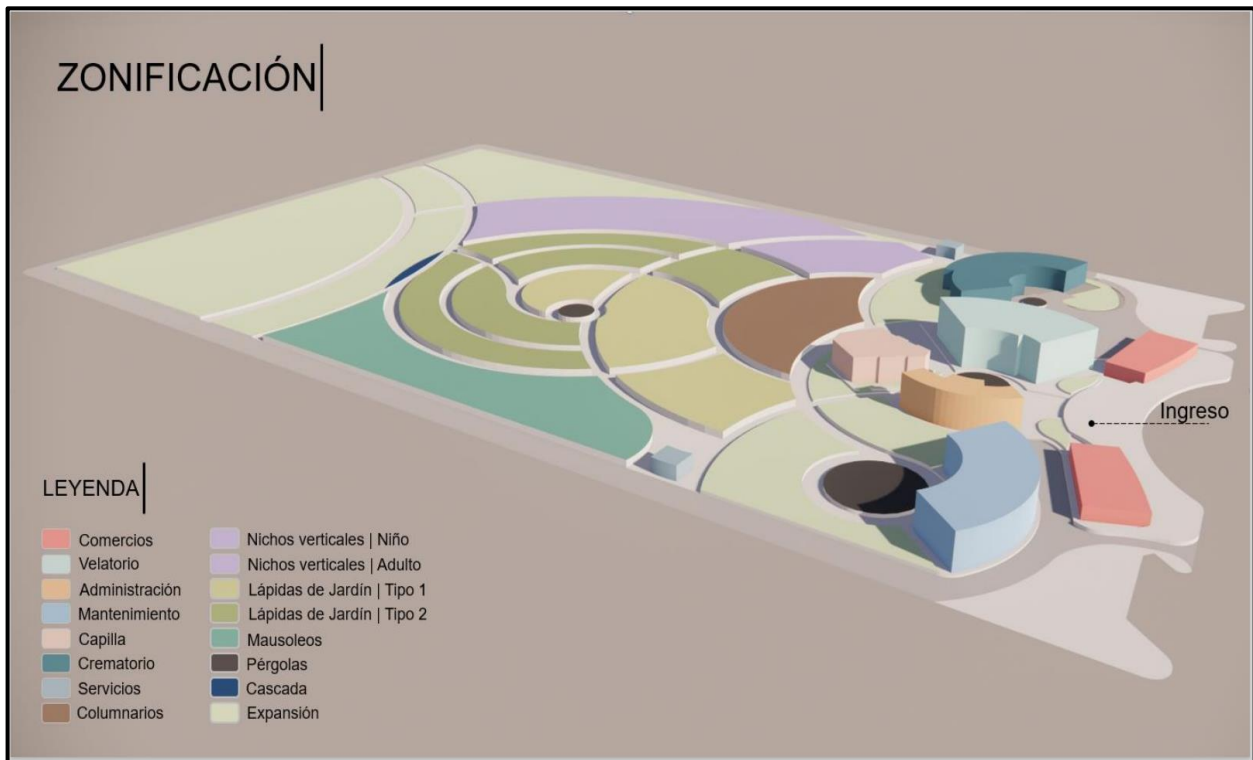 ZONIFICACIÓN
Ingreso
LEYENDA
Comercios
Velatorio
Administración
Mantenimiento
Capilla
Crematorio
Servicios
Columnarios
Nichos verticales | Niño
Nichos verticales | Adulto
Lápidas de Jardín | Tipo 1
Lápidas de Jardín | Tipo 2
Mausoleos
Pérgolas
Cascada
Expansión